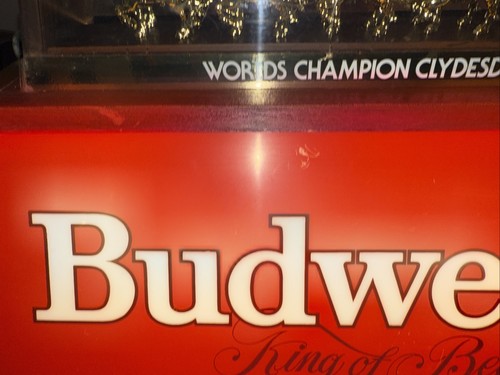 WORLDS CHAMPION CLYDESD
Budwe
King of Be